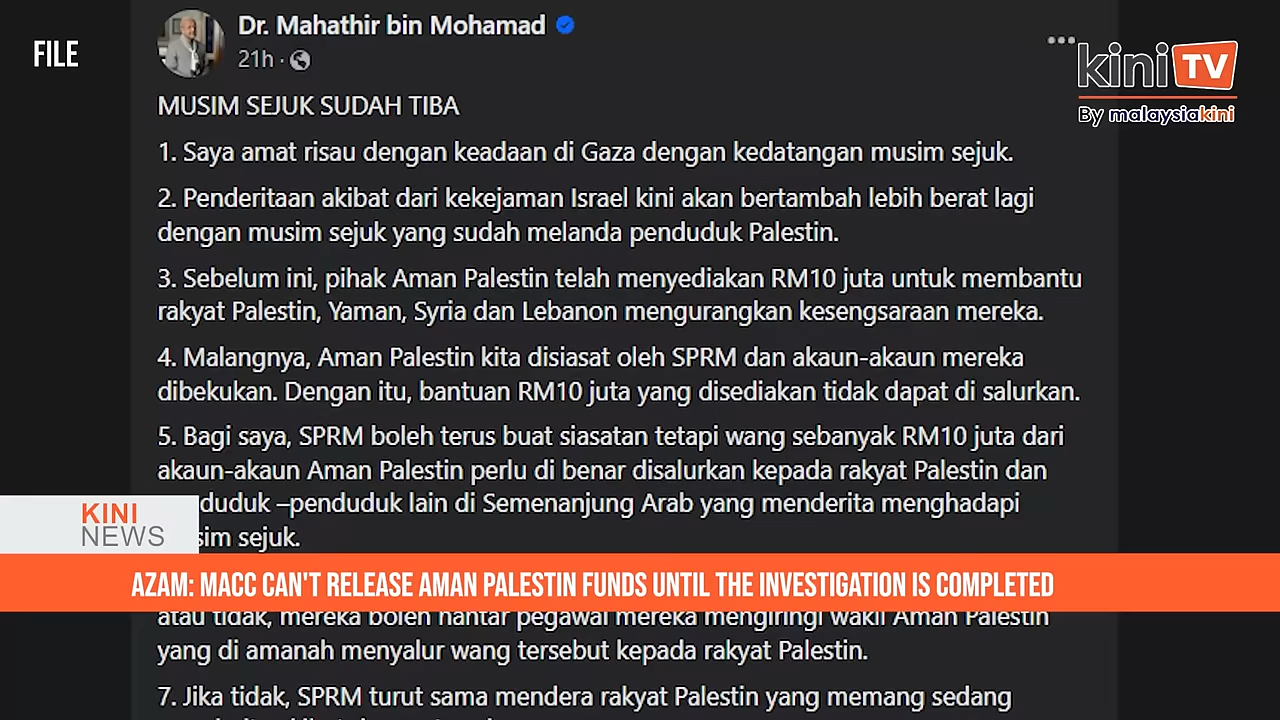 FILE
Dr. Mahathir bin Mohamad
21h ·
kini TV
By malaysiakini
MUSIM SEJUK SUDAH TIBA
1. Saya amat risau dengan keadaan di Gaza dengan kedatangan musim sejuk.
2. Penderitaan akibat dari kekejaman Israel kini akan bertambah lebih berat lagi
dengan musim sejuk yang sudah melanda penduduk Palestin.
3. Sebelum ini, pihak Aman Palestin telah menyediakan RM10 juta untuk membantu
rakyat Palestin, Yaman, Syria dan Lebanon mengurangkan kesengsaraan mereka.
4. Malangnya, Aman Palestin kita disiasat oleh SPRM dan akaun-akaun mereka
dibekukan. Dengan itu, bantuan RM10 juta yang disediakan tidak dapat di salurkan.
5. Bagi saya, SPRM boleh terus buat siasatan tetapi wang sebanyak RM10 juta dari
akaun-akaun Aman Palestin perlu di benar disalurkan kepada rakyat Palestin dan
duduk –penduduk lain di Semenanjung Arab yang menderita menghadapi
sim sejuk.
KINI
NEWS
AZAM: MACC CAN'T RELEASE AMAN PALESTIN FUNDS UNTIL THE INVESTIGATION IS COMPLETED
atau tidak, mereka boleh hantar pegawai mereka mengiringi wakil Aman Palestin
yang di amanah menyalur wang tersebut kepada rakyat Palestin.
7. Jika tidak, SPRM turut sama mendera rakyat Palestin yang memang sedang